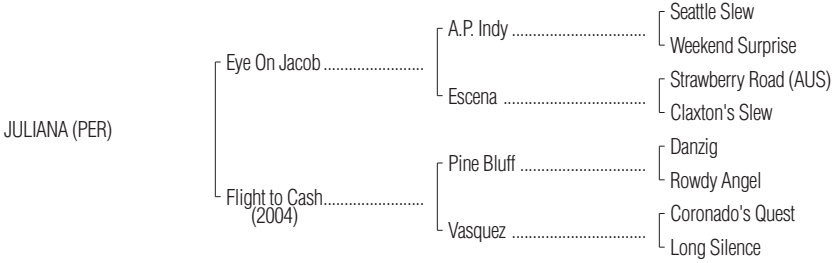 Seattle Slew
A.P. Indy ..................................
Weekend Surprise
Eye On Jacob .........................
Strawberry Road (AUS)
Escena ....................................
Claxton's Slew
JULIANA (PER)
Danzig
Pine Bluff ................................
Rowdy Angel
Flight to Cash.........................
(2004)
Coronado's Quest
Vasquez ..................................
Long Silence